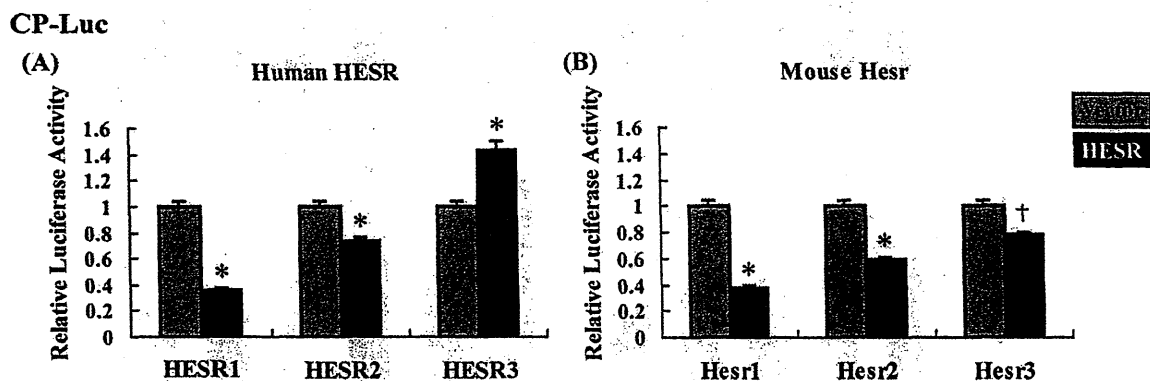 CP-Luc
(A)
Human HESR
Relative Luciferase Activity
1.6
1.4
1.2
1
0.8
0.6
0.4
0.2
0
*
*
*
HESR1 HESR2 HESR3
(B)
Mouse Hesr
Relative Luciferase Activity
1.6
1.4
1.2
1
0.8
0.6
0.4
0.2
0
*
*
†
Hesr1 Hesr2 Hesr3
HESR